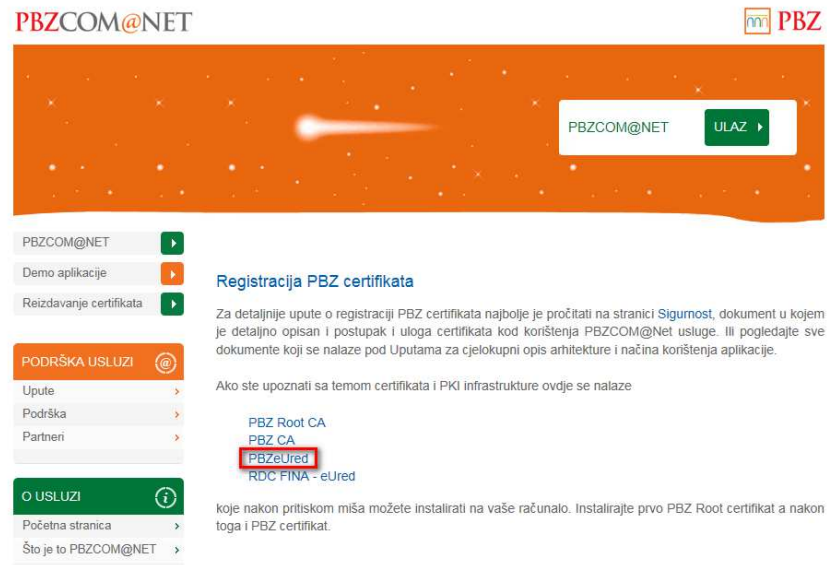 PBZCOM@NET
PBZ
PBZCOM@NET
ULAZ
PBZCOM@NET
Demo aplikacije
Reizdavanje certifikata
PODRŠKA USLUZI
Upute
Podrška
Partneri
O USLUZI
Početna stranica
Što je to PBZCOM@NET
Registracija PBZ certifikata
Za detaljnije upute o registraciji PBZ certifikata najbolje je pročitati na stranici Sigurnost, dokument u kojem
je detaljno opisan i postupak i uloga certifikata kod korištenja PBZCOM@Net usluge. Ili pogledajte sve
dokumente koji se nalaze pod Uputama za cjelokupni opis arhitekture i načina korištenja aplikacije.
Ako ste upoznati sa temom certifikata i PKI infrastrukture ovdje se nalaze
PBZ Root CA
PBZ CA
PBZeUred
RDC FINA - eUred
koje nakon pritiskom miša možete instalirati na vaše računalo. Instalirajte prvo PBZ Root certifikat a nakon
toga i PBZ certifikat.